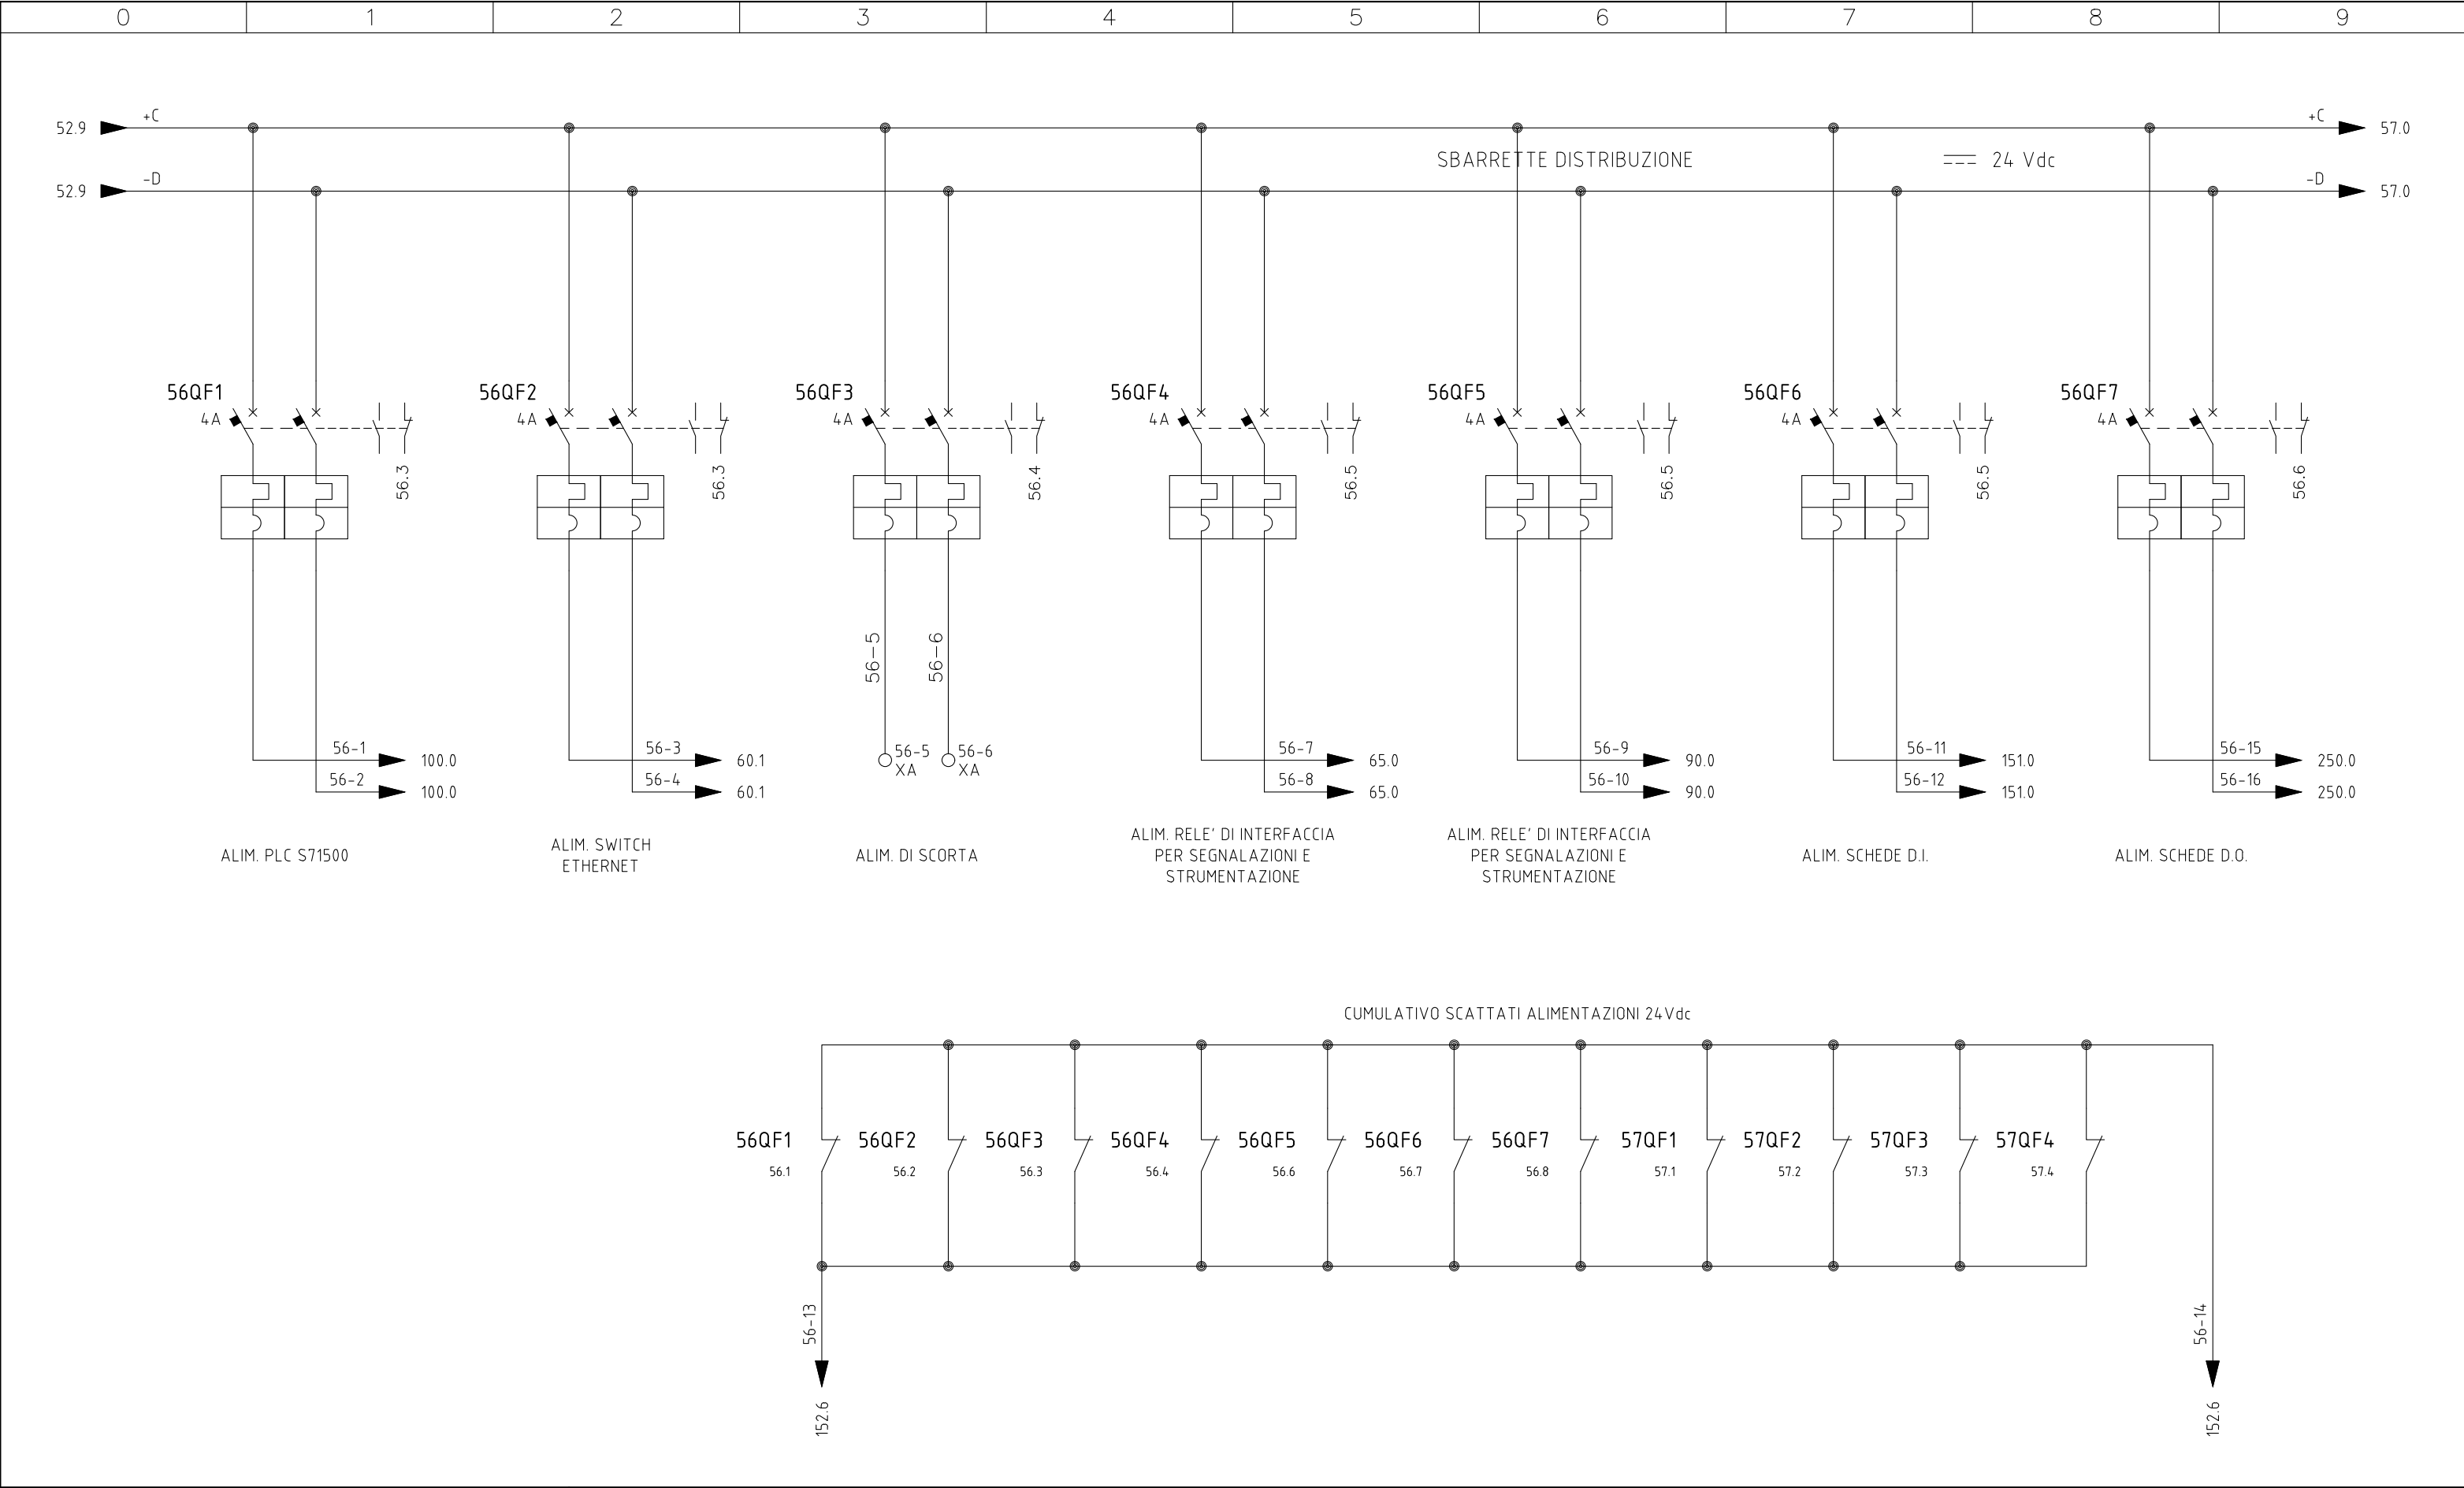 0 1 2 3 4 5 6 7 8 9
52.9 +C +C 57.0
SBARRETTE DISTRIBUZIONE 24 Vdc
52.9 -D -D 57.0
56QF1 56QF2 56QF3 56QF4 56QF5 56QF6 56QF7
4A 4A 4A 4A 4A 4A 4A
56.3 56.3 56.4 56.5 56.5 56.5 56.6
56-5 56-6
56-1 100.0 56-3 60.1 56-5 56-6 56-7 65.0 56-9 90.0 56-11 151.0 56-15 250.0
XA XA
56-2 100.0 56-4 60.1 56-8 65.0 56-10 90.0 56-12 151.0 56-16 250.0
ALIM. PLC S71500
ALIM. SWITCH
ETHERNET
ALIM. DI SCORTA
ALIM. RELE' DI INTERFACCIA
PER SEGNALAZIONI E
STRUMENTAZIONE
ALIM. RELE' DI INTERFACCIA
PER SEGNALAZIONI E
STRUMENTAZIONE
ALIM. SCHEDE D.I.
ALIM. SCHEDE D.O.
CUMULATIVO SCATTATI ALIMENTAZIONI 24Vdc
56QF1 56QF2 56QF3 56QF4 56QF5 56QF6 56QF7 57QF1 57QF2 57QF3 57QF4
56.1 56.2 56.3 56.4 56.6 56.7 56.8 57.1 57.2 57.3 57.4
56-13 56-14
152.6 152.6